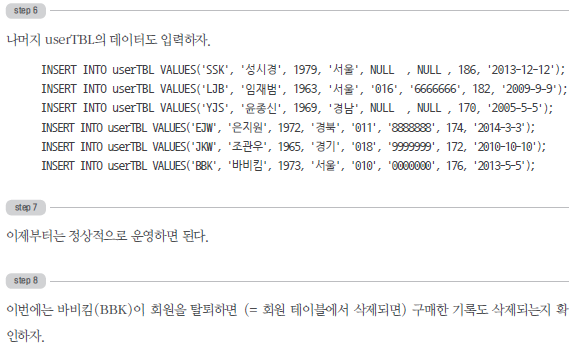 step 6
나머지 userTBL의 데이터도 입력하자.
INSERT INTO userTBL VALUES('SSK', '성시경', 1979, '서울', NULL  , NULL , 186, '2013-12-12');
INSERT INTO userTBL VALUES('LJB', '임재범', 1963, '서울', '016', '6666666', 182, '2009-9-9');
INSERT INTO userTBL VALUES('YJS', '윤종신', 1969, '경남', NULL  , NULL , 170, '2005-5-5');
INSERT INTO userTBL VALUES('EJW', '은지원', 1972, '경북', '011', '8888888', 174, '2014-3-3');
INSERT INTO userTBL VALUES('JKW', '조관우', 1965, '경기', '018', '9999999', 172, '2010-10-10');
INSERT INTO userTBL VALUES('BBK', '바비킴', 1973, '서울', '010', '0000000', 176, '2013-5-5');
step 7
이제부터는 정상적으로 운영하면 된다.
step 8
이번에는 바비킴(BBK)이 회원을 탈퇴하면 (= 회원 테이블에서 삭제되면) 구매한 기록도 삭제되는지 확
인하자.